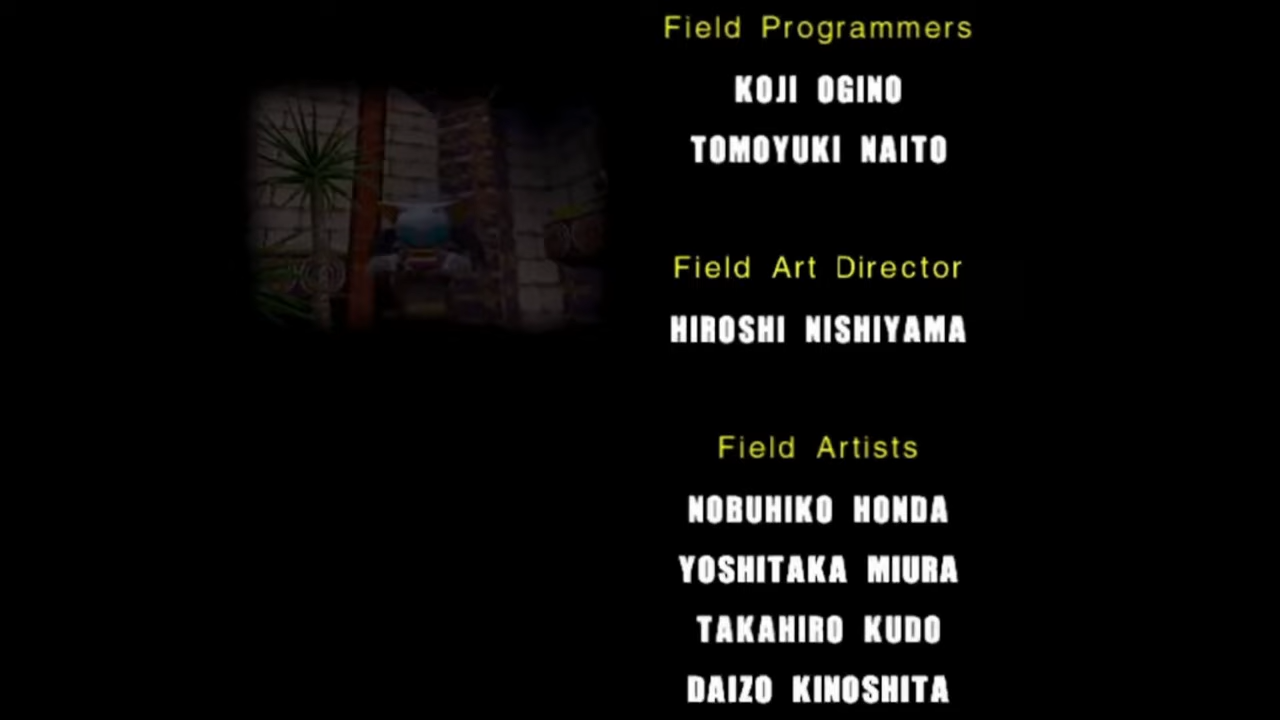 Field Programmers
KOJI OGINO
TOMOYUKI NAITO
Field Art Director
HIROSHI NISHIYAMA
Field Artists
NOBUHIKO HONDA
YOSHITAKA MIURA
TAKAHIRO KUDO
DAIZO KINOSHITA